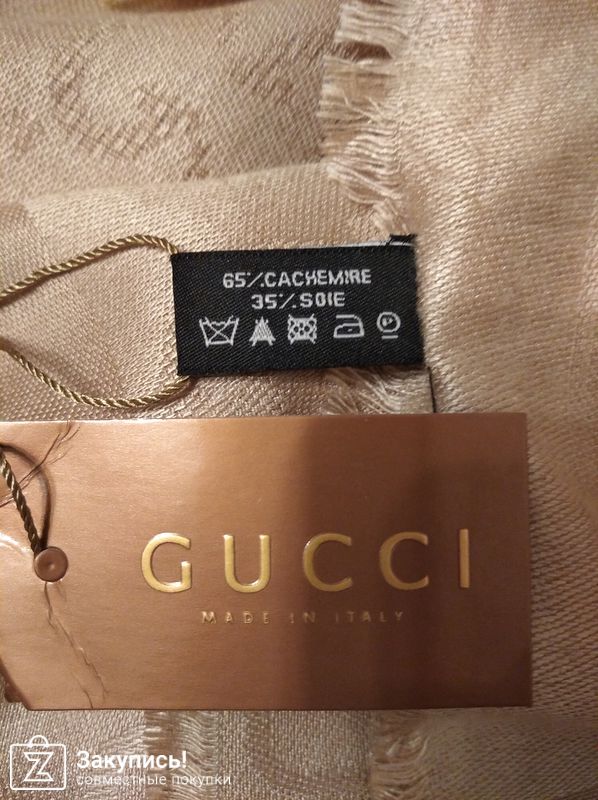 65%CACHEMIRE
35%SOIE
GUCCI
MADE IN ITALY
Закупись!
совместные покупки